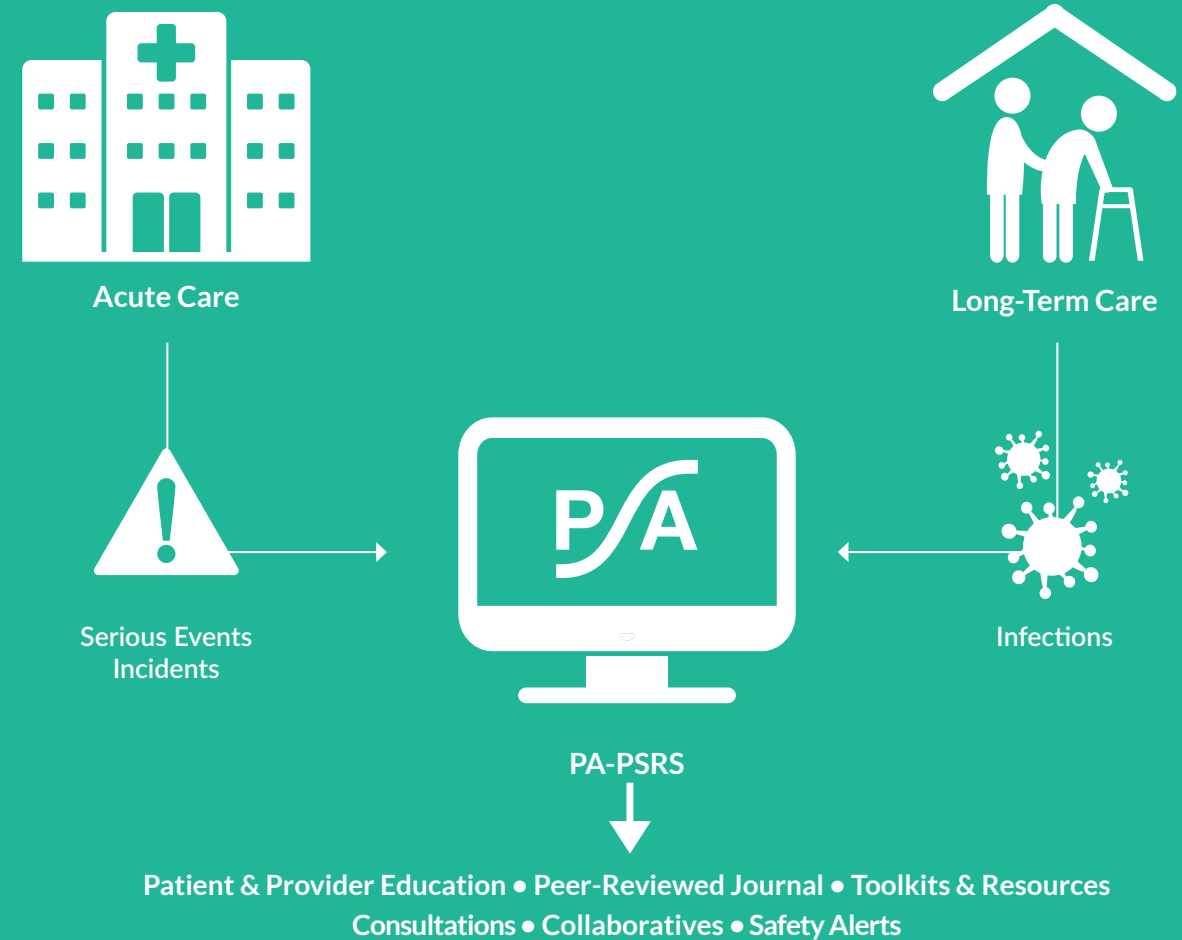 Acute Care
Long-Term Care
PSA
Serious Events
Incidents
Infections
PA-PSRS
Patient & Provider Education • Peer-Reviewed Journal • Toolkits & Resources
Consultations • Collaboratives • Safety Alerts